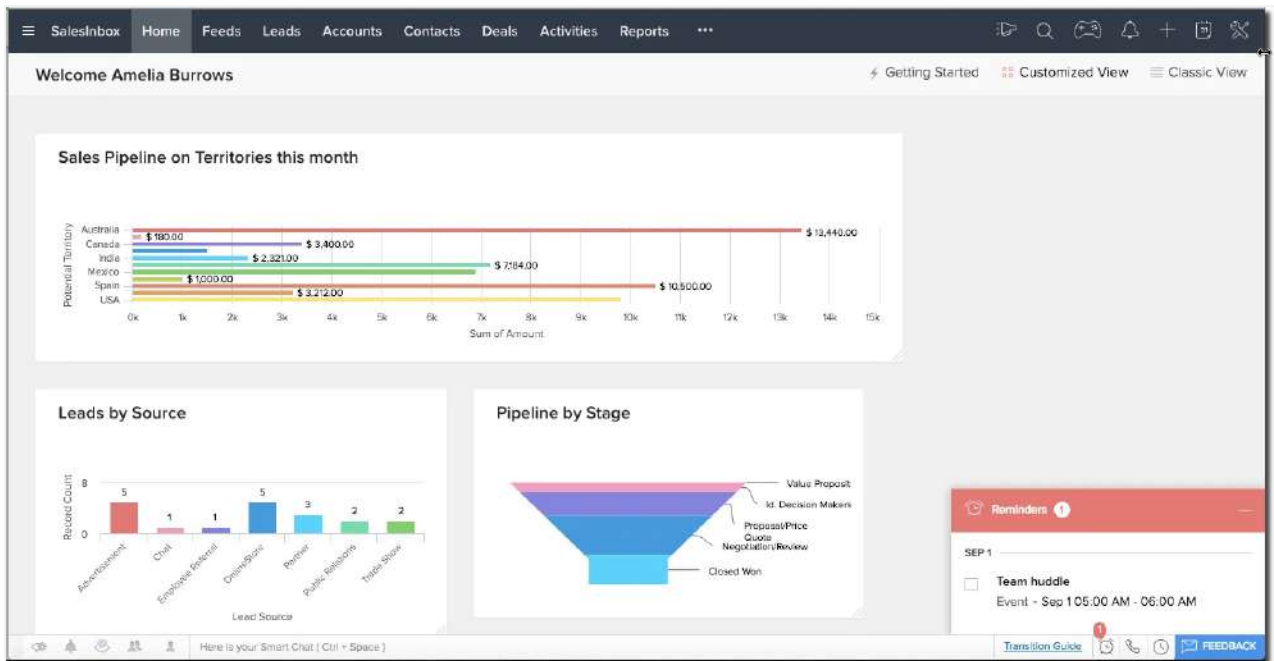 SalesInbox Home Feeds Leads Accounts Contacts Deals Activities Reports •••
Welcome Amelia Burrows
Getting Started Customized View Classic View
Sales Pipeline on Territories this month
Potential Territory
Australia
$ 13,440.00
$ 180.00
Canada
$ 3,400.00
India
$ 2,321.00
$ 7,184.00
Mexico
$ 1,000.00
Spain
$ 10,500.00
$ 3,212.00
USA
0k 1k 2k 3k 4k 5k 6k 7k 8k 9k 10k 11k 12k 13k 14k 15k
Sum of Amount
Leads by Source
Record Count
8
0
5 1 1 5 3 2 2
Advertisement Chat Employee Referral OnlineStore Partner Public Relations Trade Show
Lead Source
Pipeline by Stage
Value Proposit
Id. Decision Makers
Proposal/Price
Quote
Negotiation/Review
Closed Won
Reminders 1
SEP 1
Team huddle
Event - Sep 1 05:00 AM - 06:00 AM
Here is your Smart Chat ( Ctrl + Space )
Transition Guide 1 FEEDBACK